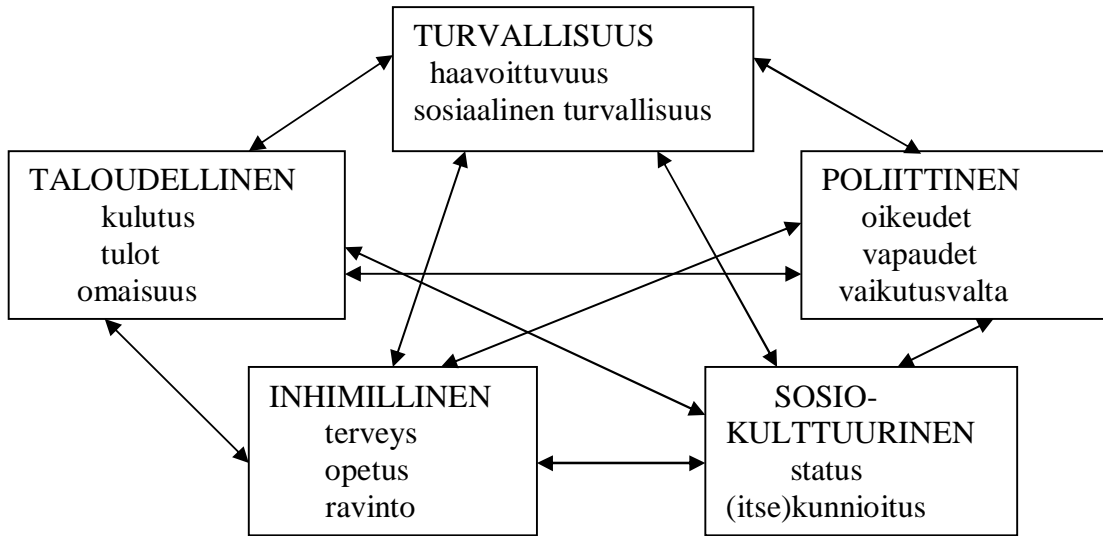 TURVALLISUUS
haavoittuvuus
sosiaalinen turvallisuus
TALOUDELLINEN
kulutus
tulot
omaisuus
POLIITTINEN
oikeudet
vapaudet
vaikutusvalta
INHIMILLINEN
terveys
opetus
ravinto
SOSIO-
KULTTUURINEN
status
(itse)kunnioitus